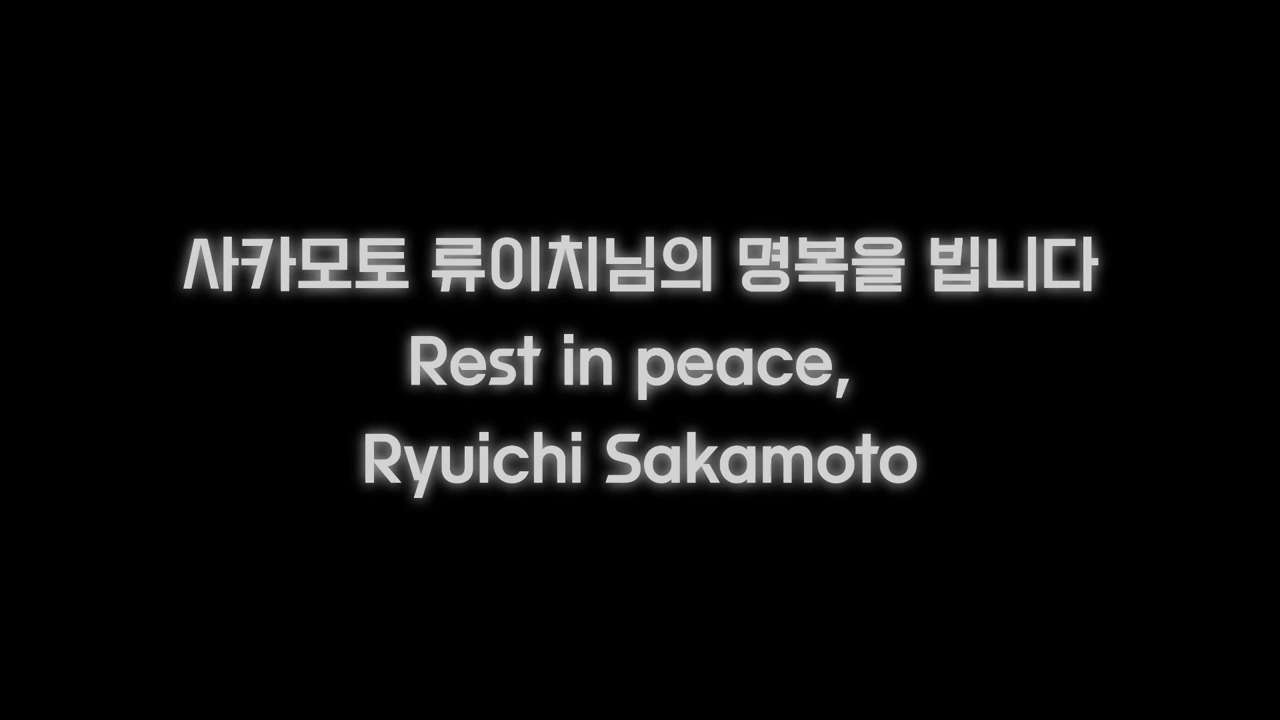 사카모토 류이치님의 명복을 빕니다
Rest in peace,
Ryuichi Sakamoto